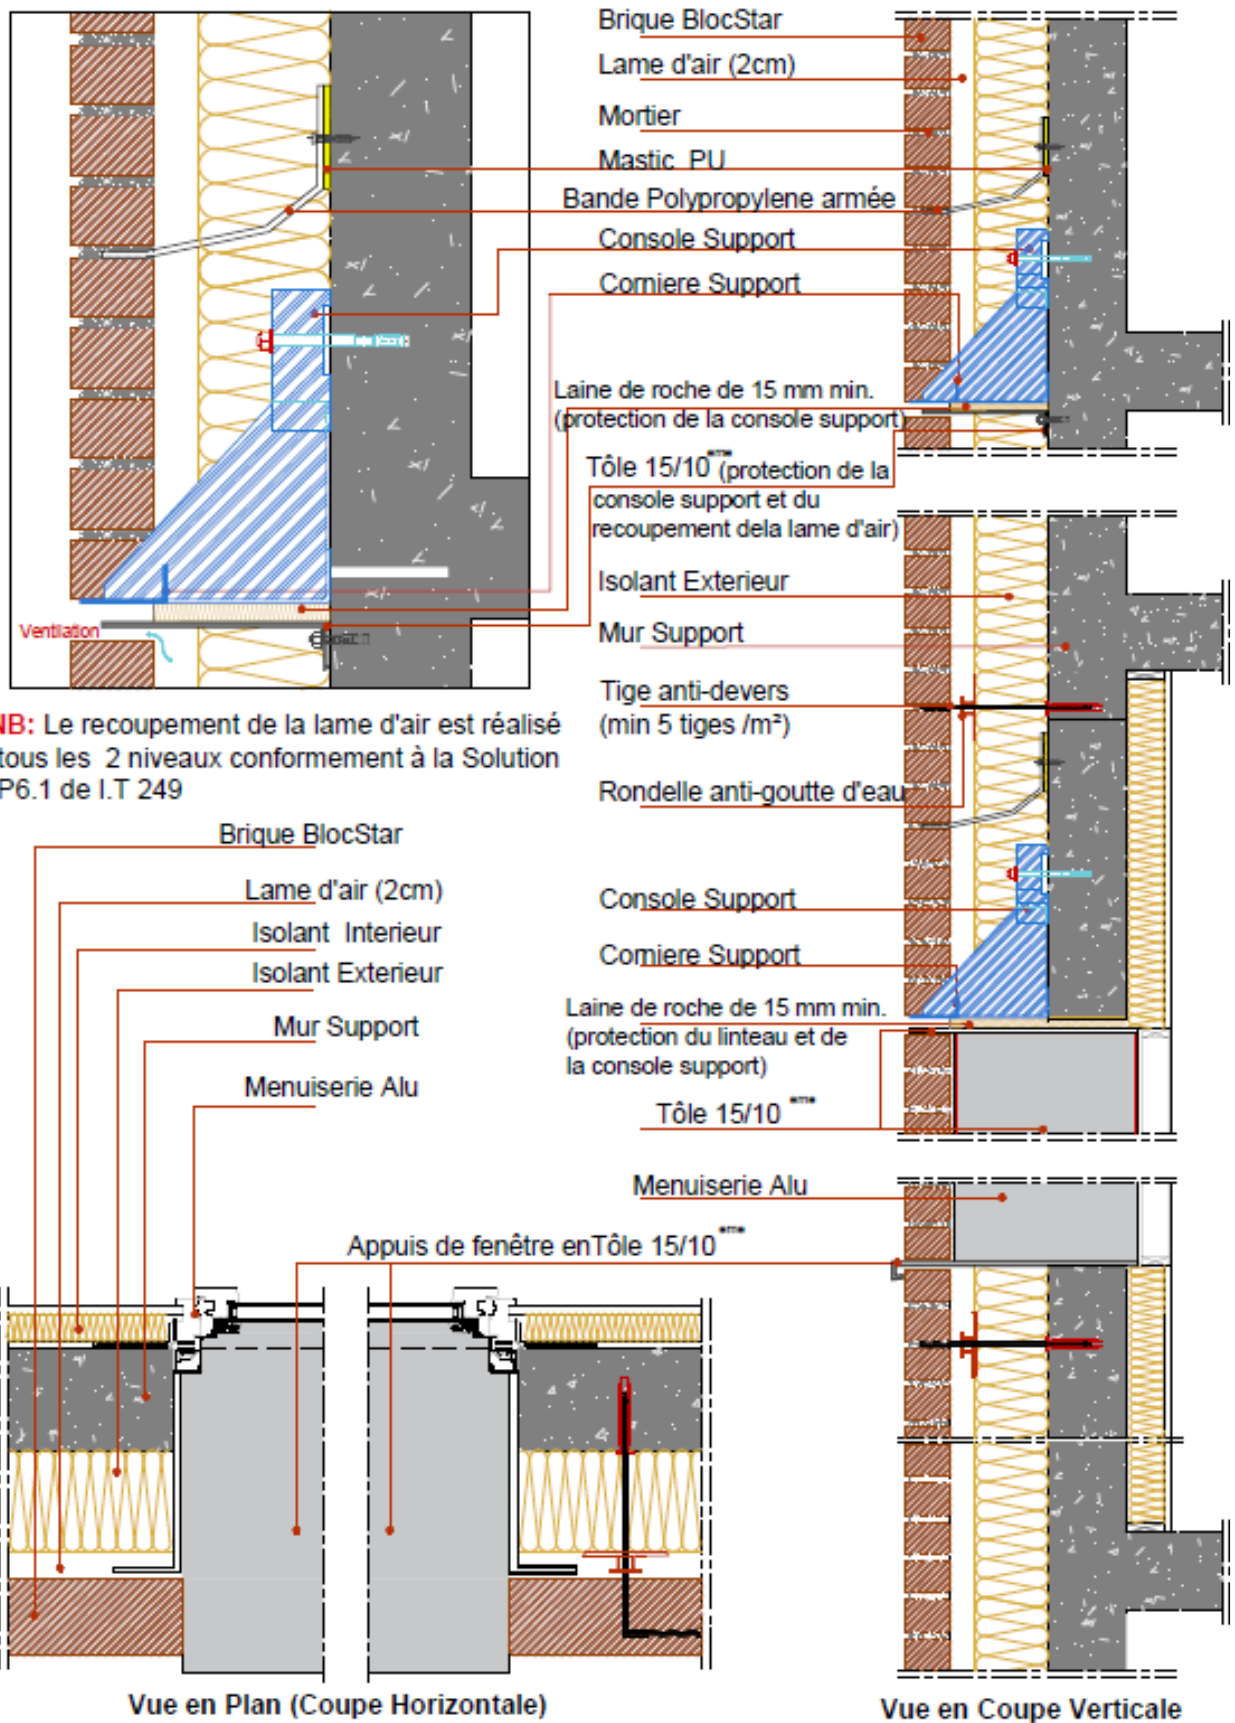 Brique BlocStar
Lame d'air (2cm)
Mortier
Mastic PU
Bande Polypropylene armée
Console Support
Corniere Support
Laine de roche de 15 mm min.
(protection de la console support)
Tôle 15/10 ème (protection de la
console support et du
recoupement dela lame d'air)
Isolant Exterieur
Mur Support
Tige anti-devers
(min 5 tiges /m²)
Rondelle anti-goutte d'eau
Console Support
Corniere Support
Laine de roche de 15 mm min.
(protection du linteau et de
la console support)
Tôle 15/10 ème
Menuiserie Alu
Appuis de fenêtre enTôle 15/10 ème
Ventilation
NB: Le recoupement de la lame d'air est réalisé
tous les 2 niveaux conformement à la Solution
P6.1 de I.T 249
Brique BlocStar
Lame d'air (2cm)
Isolant Interieur
Isolant Exterieur
Mur Support
Menuiserie Alu
Vue en Plan (Coupe Horizontale)
Vue en Coupe Verticale